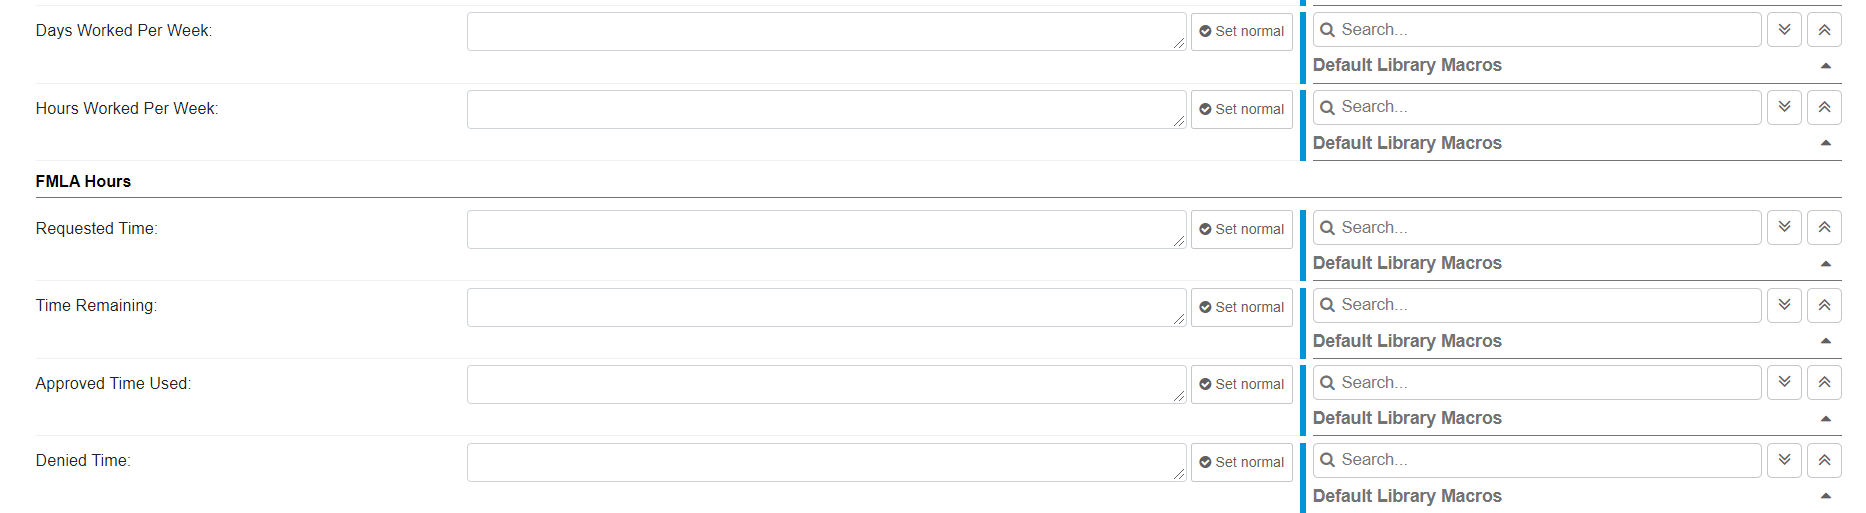 Days Worked Per Week:
Set normal
Search...
Default Library Macros
Hours Worked Per Week:
Set normal
Search...
Default Library Macros
FMLA Hours
Requested Time:
Set normal
Search...
Default Library Macros
Time Remaining:
Set normal
Search...
Default Library Macros
Approved Time Used:
Set normal
Search...
Default Library Macros
Denied Time:
Set normal
Search...
Default Library Macros